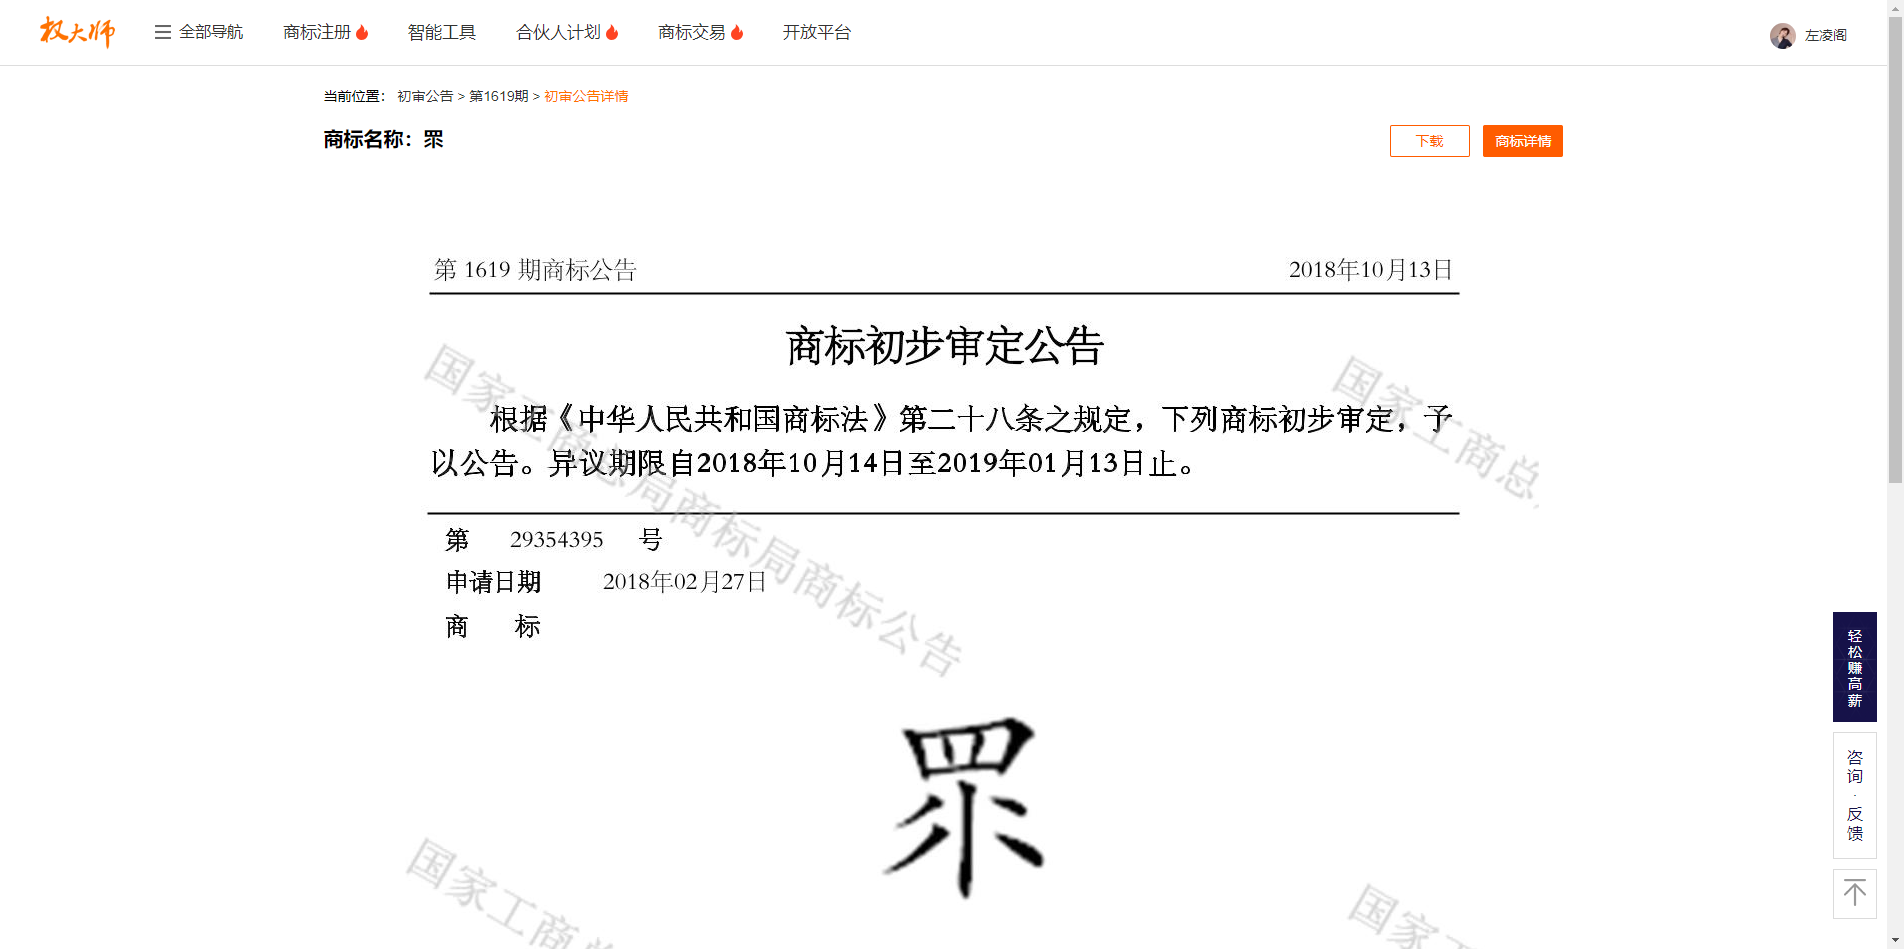 权大师
全部导航 商标注册 智能工具 合伙人计划 商标交易 开放平台 左凌阁
当前位置： 初审公告 > 第1619期 > 初审公告详情
商标名称：眔
下载 商标详情
第 1619 期商标公告 2018年10月13日
商标初步审定公告
根据《中华人民共和国商标法》第二十八条之规定，下列商标初步审定，予
以公告。异议期限自2018年10月14日至2019年01月13日止。
第 29354395 号
申请日期 2018年02月27日
商 标
眔
国家工商总局商标局商标公告
国家工商总
国家工商总
国家工
轻松赚高薪
咨询·反馈